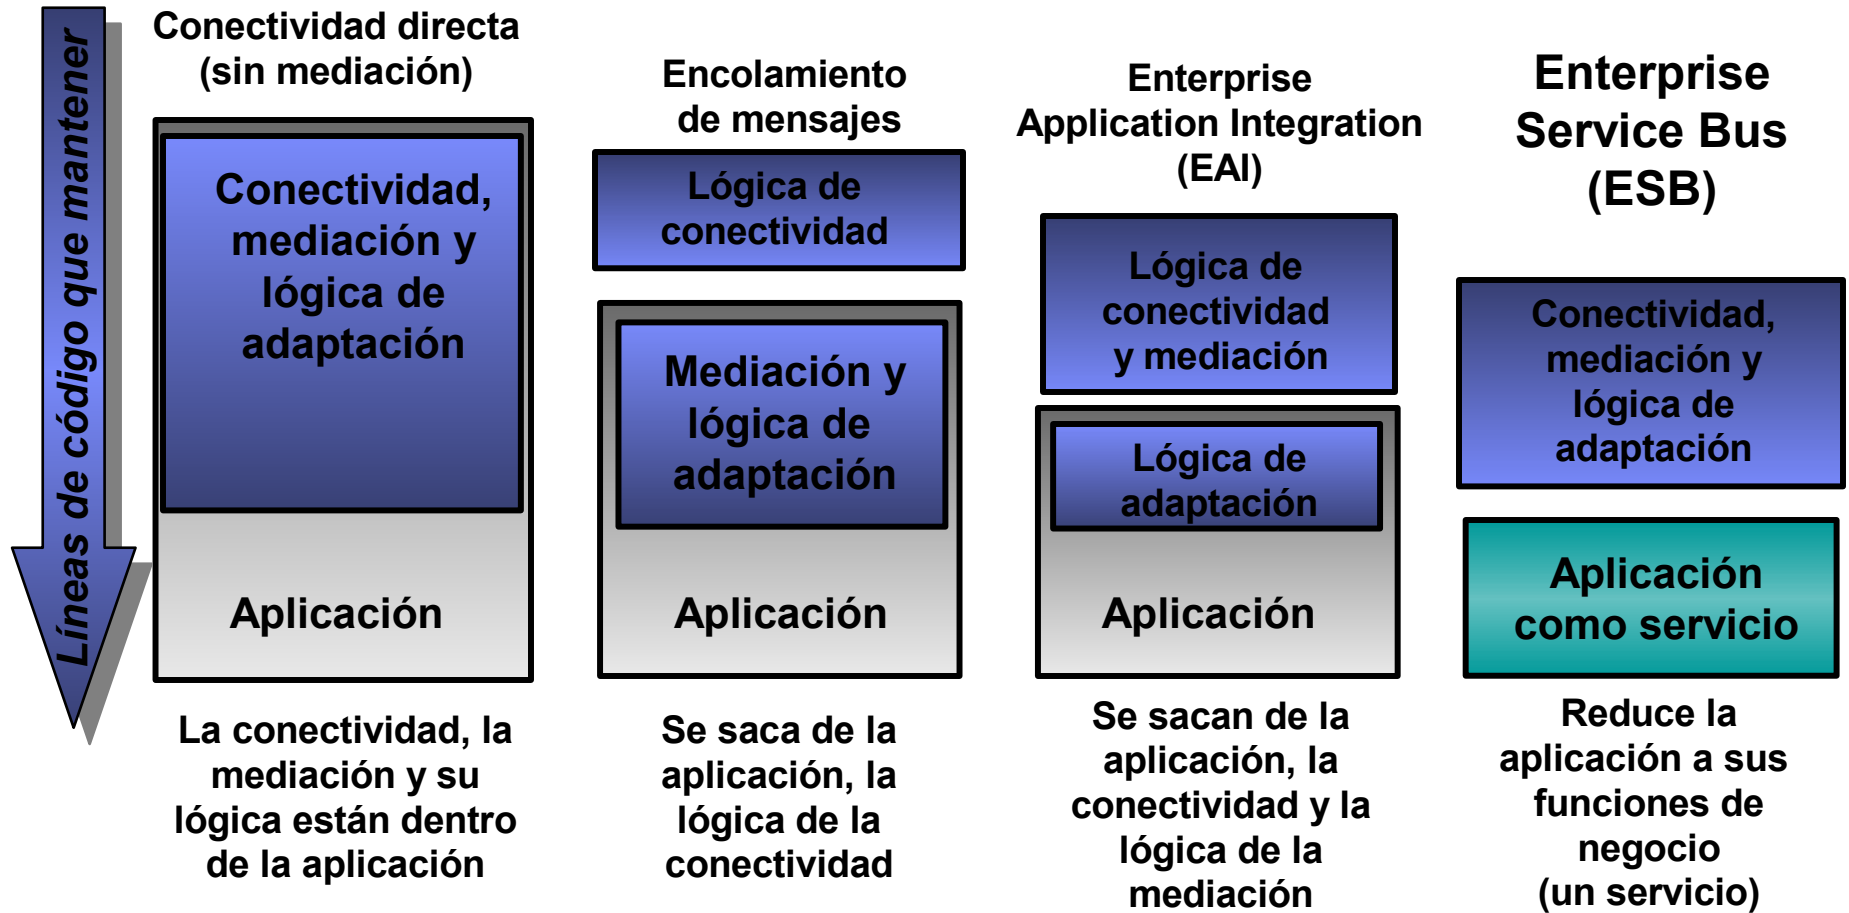 Líneas de código que mantener
Conectividad directa
(sin mediación)
Conectividad,
mediación y
lógica de
adaptación
Aplicación
La conectividad, la
mediación y su
lógica están dentro
de la aplicación
Encolamiento
de mensajes
Lógica de
conectividad
Mediación y
lógica de
adaptación
Aplicación
Se saca de la
aplicación, la
lógica de la
conectividad
Enterprise
Application Integration
(EAI)
Lógica de
conectividad
y mediación
Lógica de
adaptación
Aplicación
Se sacan de la
aplicación, la
conectividad y la
lógica de la
mediación
Enterprise
Service Bus
(ESB)
Conectividad,
mediación y
lógica de
adaptación
Aplicación
como servicio
Reduce la
aplicación a sus
funciones de
negocio
(un servicio)